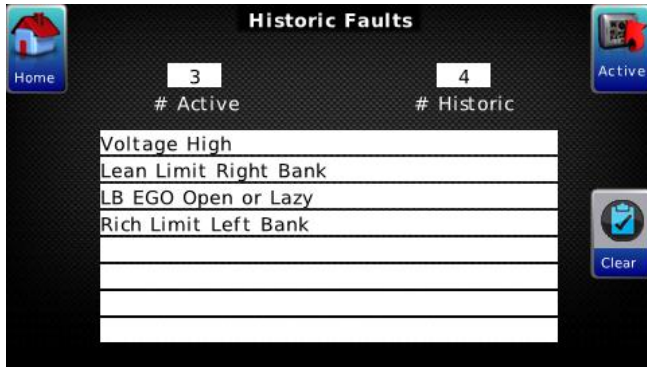 Historic Faults
Home
Active
3
4
# Active
# Historic
Voltage High
Lean Limit Right Bank
LB EGO Open or Lazy
Rich Limit Left Bank
Clear